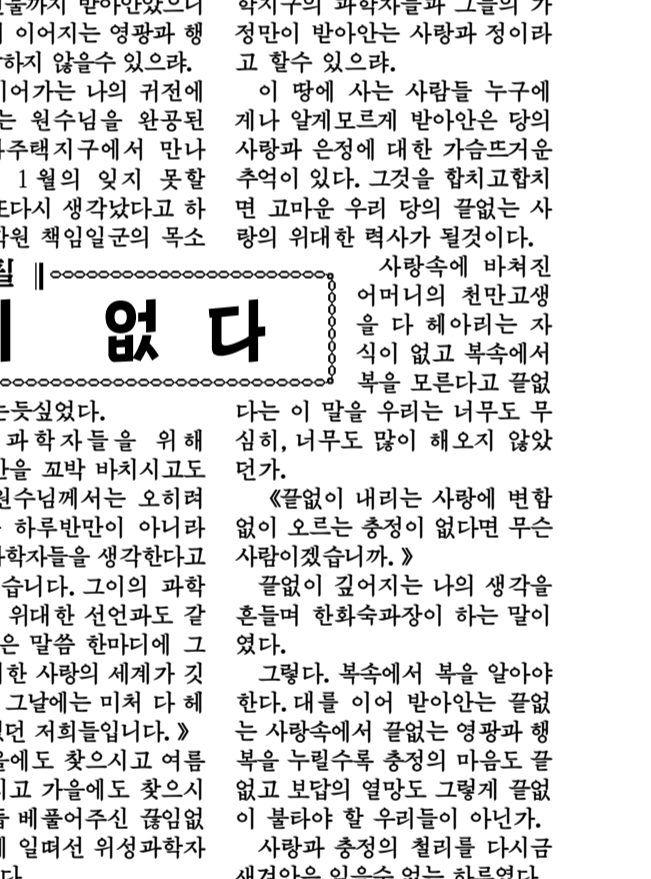 이어지는 영광과 행
하지 않을수 있으랴.
이어가는 나의 귀전에
는 원수님을 완공된
주택지구에서 만나
1월의 잊지 못할
또다시 생각났다고 하
학원 책임일군의 목소
필
없 다
는듯싶었다.
과학자들을 위해
을 꼬박 바치시고도
원수님께서는 오히려
하루반만이 아니라
과학자들을 생각한다고
습니다. 그이의 과학
위대한 선언과도 같
은 말씀 한마디에 그
한 사랑의 세계가 깃
그날에는 미처 다 헤
던 저희들입니다. 》
을에도 찾으시고 여름
시고 가을에도 찾으시
베풀어주신 끊임없
일떠선 위성과학자
다.
학지구의 과학자들과 그들의 가
정만이 받아안는 사랑과 정이라
고 할수 있으랴.
이 땅에 사는 사람들 누구에
게나 알게모르게 받아안은 당의
사랑과 은정에 대한 가슴뜨거운
추억이 있다. 그것을 합치고합치
면 고마운 우리 당의 끝없는 사
랑의 위대한 력사가 될것이다.
사랑속에 바쳐진
어머니의 천만고생
을 다 헤아리는 자
식이 없고 복속에서
복을 모른다고 끝없
다는 이 말을 우리는 너무도 무
심히, 너무도 많이 해오지 않았
던가.
《끝없이 내리는 사랑에 변함
없이 오르는 충정이 없다면 무슨
사람이겠습니까. 》
끝없이 깊어지는 나의 생각을
흔들며 한화숙과장이 하는 말이
였다.
그렇다. 복속에서 복을 알아야
한다. 대를 이어 받아안는 끝없
는 사랑속에서 끝없는 영광과 행
복을 누릴수록 충정의 마음도 끝
없고 보답의 열망도 그렇게 끝없
이 불타야 할 우리들이 아닌가.
사랑과 충정의 철리를 다시금
새겨안은 잊을수 없는 하루였다.